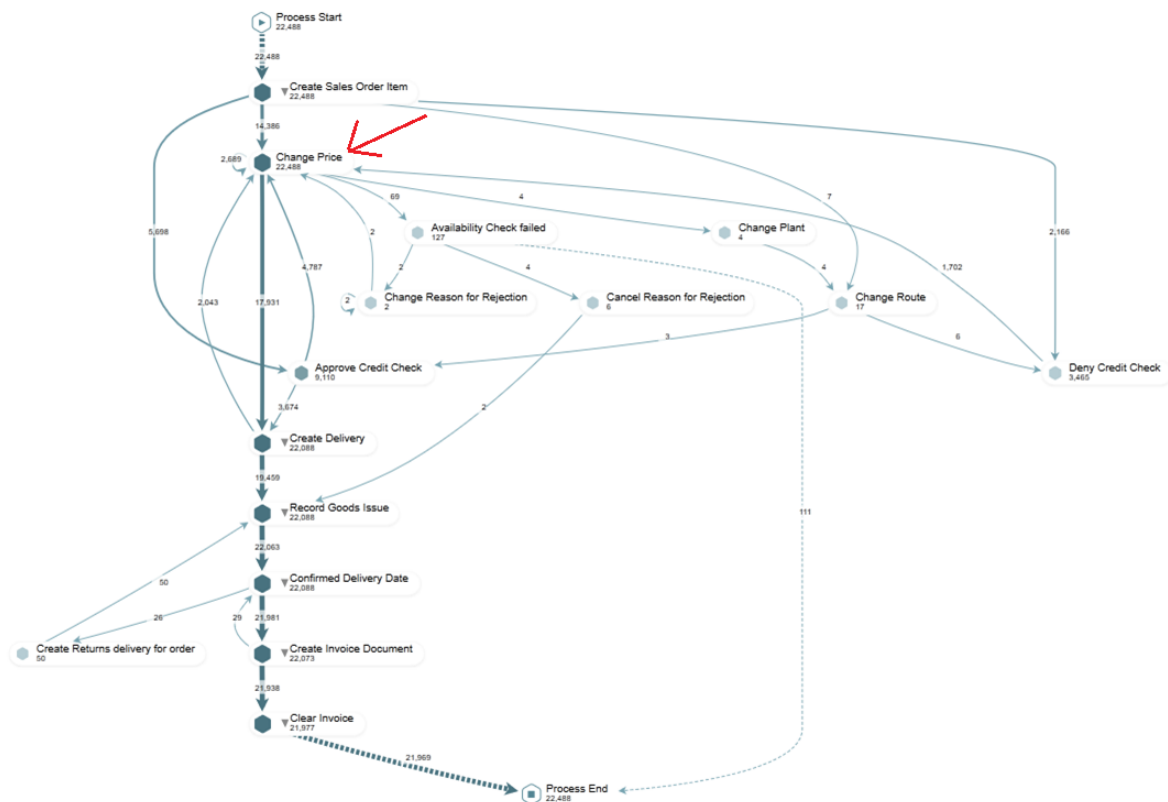 Process Start
22,488
22,488
Create Sales Order Item
22,488
14,386
Change Price
22,488
2,689
69
4
7
5,698
2
Availability Check failed
127
Change Plant
4
2,166
4,787
2
4
4
1,702
2,043
17,931
2
Change Reason for Rejection
2
Cancel Reason for Rejection
6
Change Route
17
3
6
Approve Credit Check
9,110
Deny Credit Check
3,465
3,674
2
Create Delivery
22,088
19,459
Record Goods Issue
22,088
111
22,063
50
Confirmed Delivery Date
22,088
26
29
21,981
Create Returns delivery for order
50
Create Invoice Document
22,073
21,938
Clear Invoice
21,977
21,969
Process End
22,488